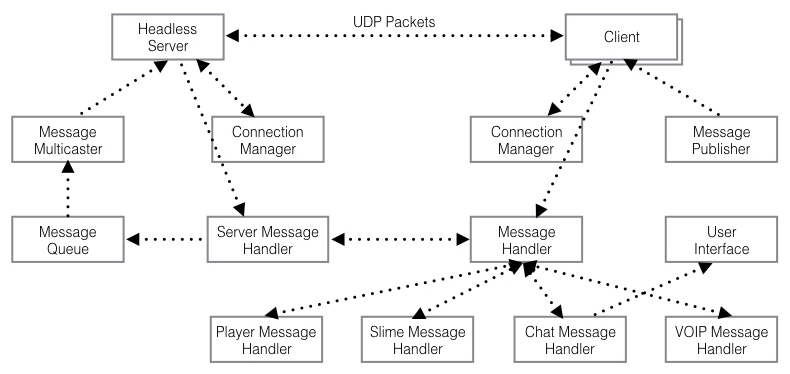 Headless
Server
UDP Packets
Client
Message
Multicaster
Connection
Manager
Connection
Manager
Message
Publisher
Message
Queue
Server Message
Handler
Message
Handler
User
Interface
Player Message
Handler
Slime Message
Handler
Chat Message
Handler
VOIP Message
Handler